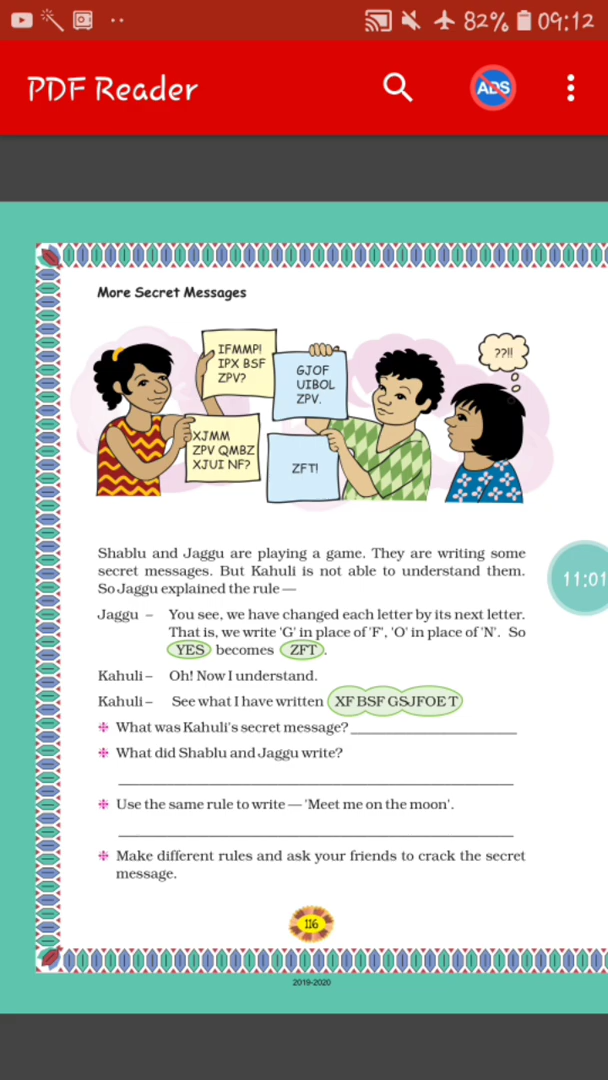 82% 09:12
PDF Reader
ADS
More Secret Messages
IFMMP!
IPX BSF
ZPV?
GJOF
UIBOL
ZPV.
??!!
XJMM
ZPV QMBZ
XJUI NF?
ZFT!
Shablu and Jaggu are playing a game. They are writing some
secret messages. But Kahuli is not able to understand them.
So Jaggu explained the rule —
11:01
Jaggu – You see, we have changed each letter by its next letter.
That is, we write 'G' in place of 'F', 'O' in place of 'N'. So
YES becomes ZFT.
Kahuli – Oh! Now I understand.
Kahuli – See what I have written XF BSF GSJFOE T
What was Kahuli's secret message?
What did Shablu and Jaggu write?
Use the same rule to write — 'Meet me on the moon'.
Make different rules and ask your friends to crack the secret
message.
116
2019-2020